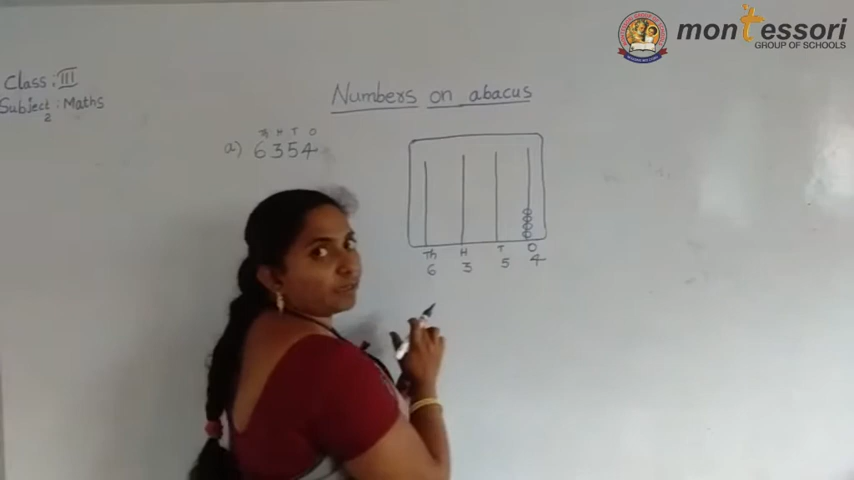 montessori
GROUP OF SCHOOLS
Class : III
Subject : Maths
2
Numbers on abacus
Th H T O
a) 6354
Th H T O
6 3 5 4